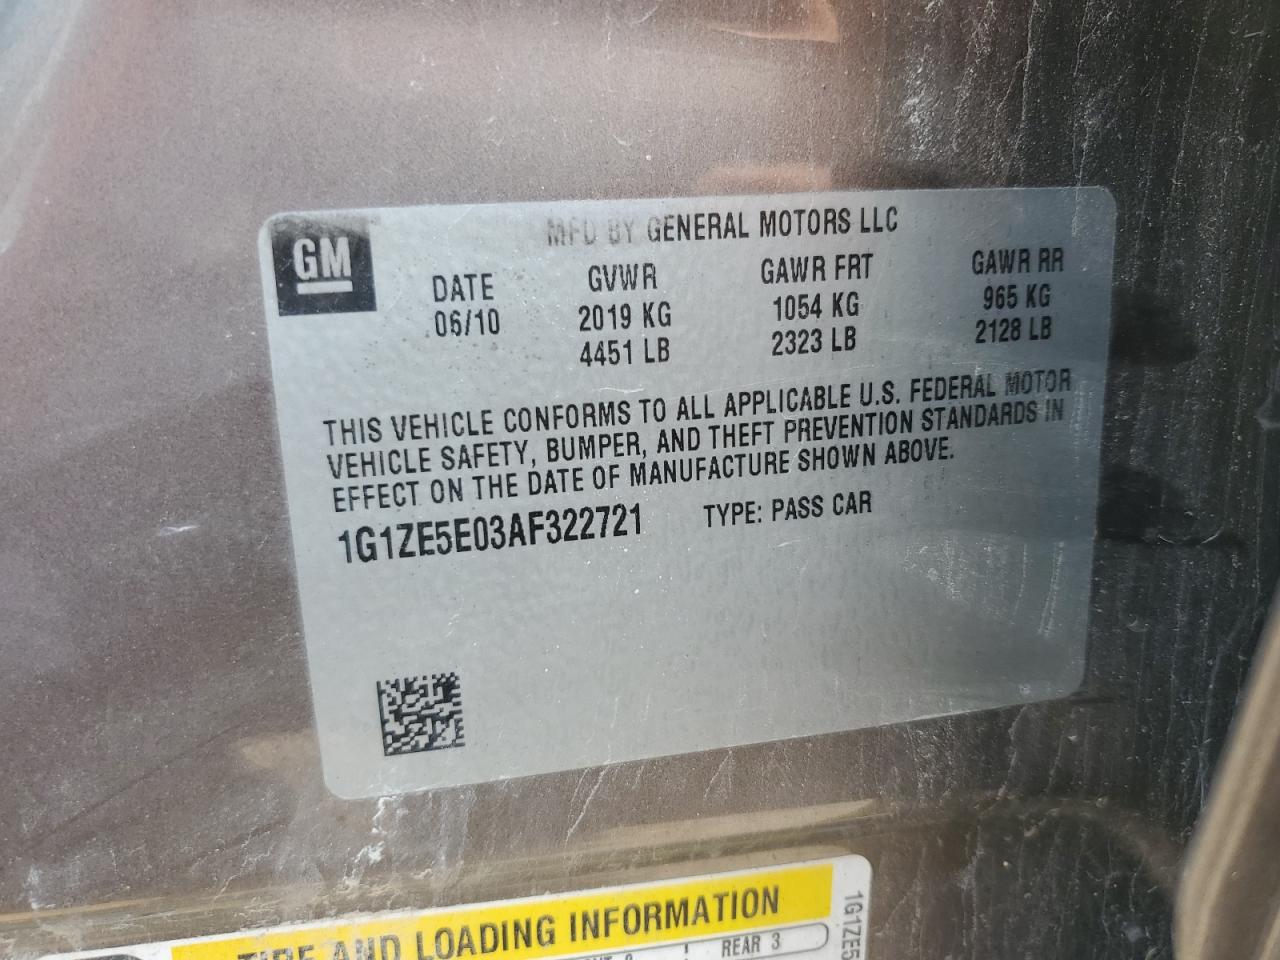 GM
MFD BY GENERAL MOTORS LLC
DATE GVWR GAWR FRT GAWR RR
06/10 2019 KG 1054 KG 965 KG
4451 LB 2323 LB 2128 LB
THIS VEHICLE CONFORMS TO ALL APPLICABLE U.S. FEDERAL MOTOR
VEHICLE SAFETY, BUMPER, AND THEFT PREVENTION STANDARDS IN
EFFECT ON THE DATE OF MANUFACTURE SHOWN ABOVE.
1G1ZE5E03AF322721 TYPE: PASS CAR
TIRE AND LOADING INFORMATION
REAR 3
1G1ZE5